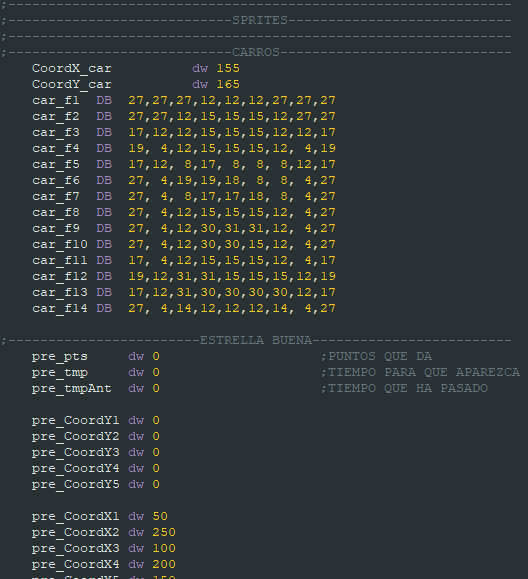 ;---------------------------------------------------------------
;----------------------------SPRITES----------------------------
;---------------------------------------------------------------
;----------------------------CARROS-----------------------------
CoordX_car          dw 155
CoordY_car          dw 165
car_f1  DB  27,27,27,12,12,12,27,27,27
car_f2  DB  27,27,12,15,15,15,12,27,27
car_f3  DB  17,12,12,15,15,15,12,12,17
car_f4  DB  19, 4,12,15,15,15,12, 4,19
car_f5  DB  17,12, 8,17, 8, 8, 8,12,17
car_f6  DB  27, 4,19,19,18, 8, 8, 4,27
car_f7  DB  27, 4, 8,17,17,18, 8, 4,27
car_f8  DB  27, 4,12,15,15,15,12, 4,27
car_f9  DB  27, 4,12,30,31,31,12, 4,27
car_f10 DB  27, 4,12,30,30,15,12, 4,27
car_f11 DB  17, 4,12,15,15,15,12, 4,17
car_f12 DB  19,12,31,31,15,15,15,12,19
car_f13 DB  17,12,31,30,30,30,30,12,17
car_f14 DB  27, 4,14,12,12,12,14, 4,27
;------------------------ESTRELLA BUENA-------------------------
pre_pts     dw 0                    ;PUNTOS QUE DA
pre_tmp     dw 0                    ;TIEMPO PARA QUE APAREZCA
pre_tmpAnt  dw 0                    ;TIEMPO QUE HA PASADO
pre_CoordY1 dw 0
pre_CoordY2 dw 0
pre_CoordY3 dw 0
pre_CoordY4 dw 0
pre_CoordY5 dw 0
pre_CoordX1 dw 50
pre_CoordX2 dw 250
pre_CoordX3 dw 100
pre_CoordX4 dw 200